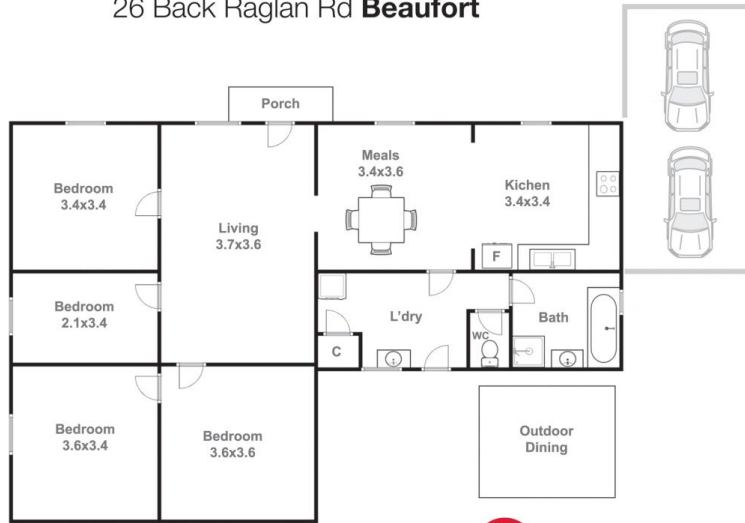 26 Back Raglan Rd Beaufort
Porch
Bedroom
3.4x3.4
Living
3.7x3.6
Meals
3.4x3.6
Kichen
3.4x3.4
F
Bedroom
2.1x3.4
L'dry
C
WC
Bath
Bedroom
3.6x3.4
Bedroom
3.6x3.6
Outdoor
Dining